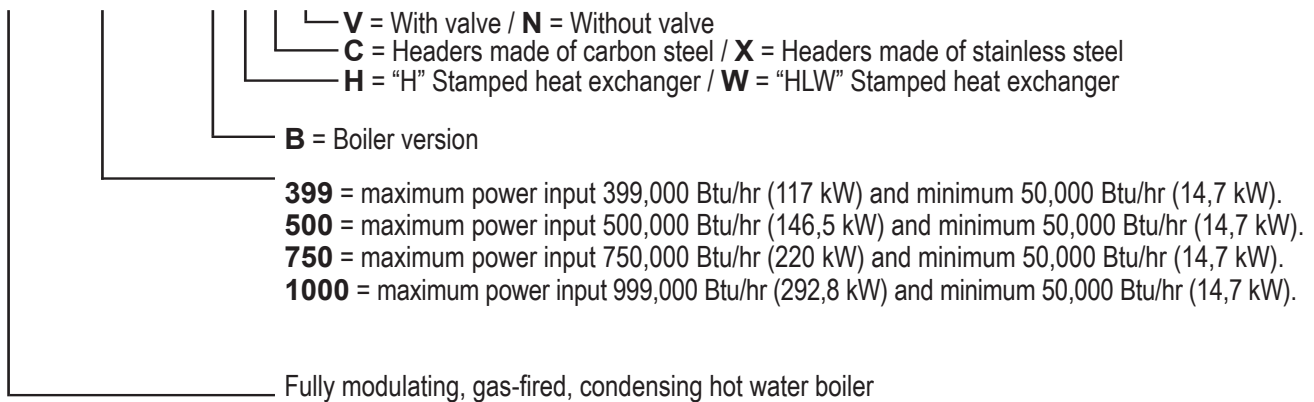 V = With valve / N = Without valve
C = Headers made of carbon steel / X = Headers made of stainless steel
H = “H” Stamped heat exchanger / W = “HLW” Stamped heat exchanger
B = Boiler version
399 = maximum power input 399,000 Btu/hr (117 kW) and minimum 50,000 Btu/hr (14,7 kW).
500 = maximum power input 500,000 Btu/hr (146,5 kW) and minimum 50,000 Btu/hr (14,7 kW).
750 = maximum power input 750,000 Btu/hr (220 kW) and minimum 50,000 Btu/hr (14,7 kW).
1000 = maximum power input 999,000 Btu/hr (292,8 kW) and minimum 50,000 Btu/hr (14,7 kW).
Fully modulating, gas-fired, condensing hot water boiler